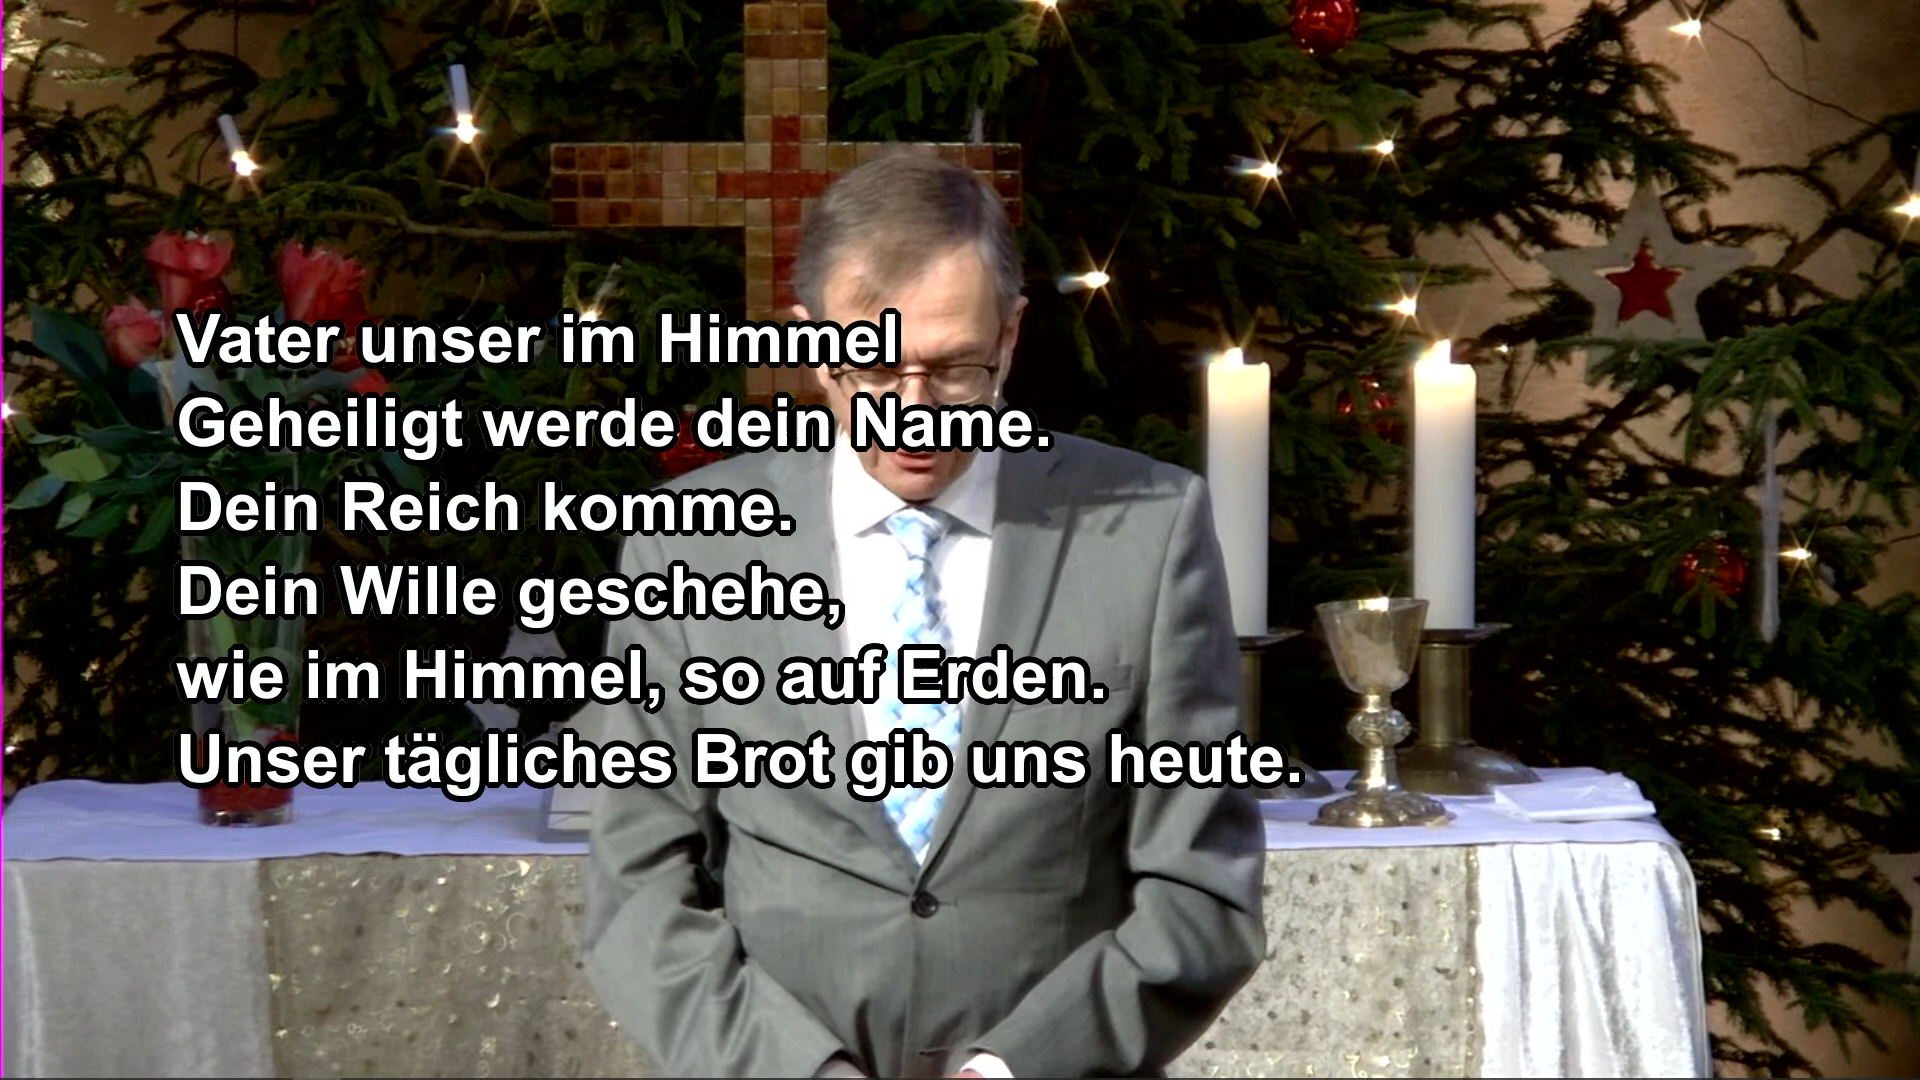 Vater unser im Himmel
Geheiligt werde dein Name.
Dein Reich komme.
Dein Wille geschehe,
wie im Himmel, so auf Erden.
Unser tägliches Brot gib uns heute.